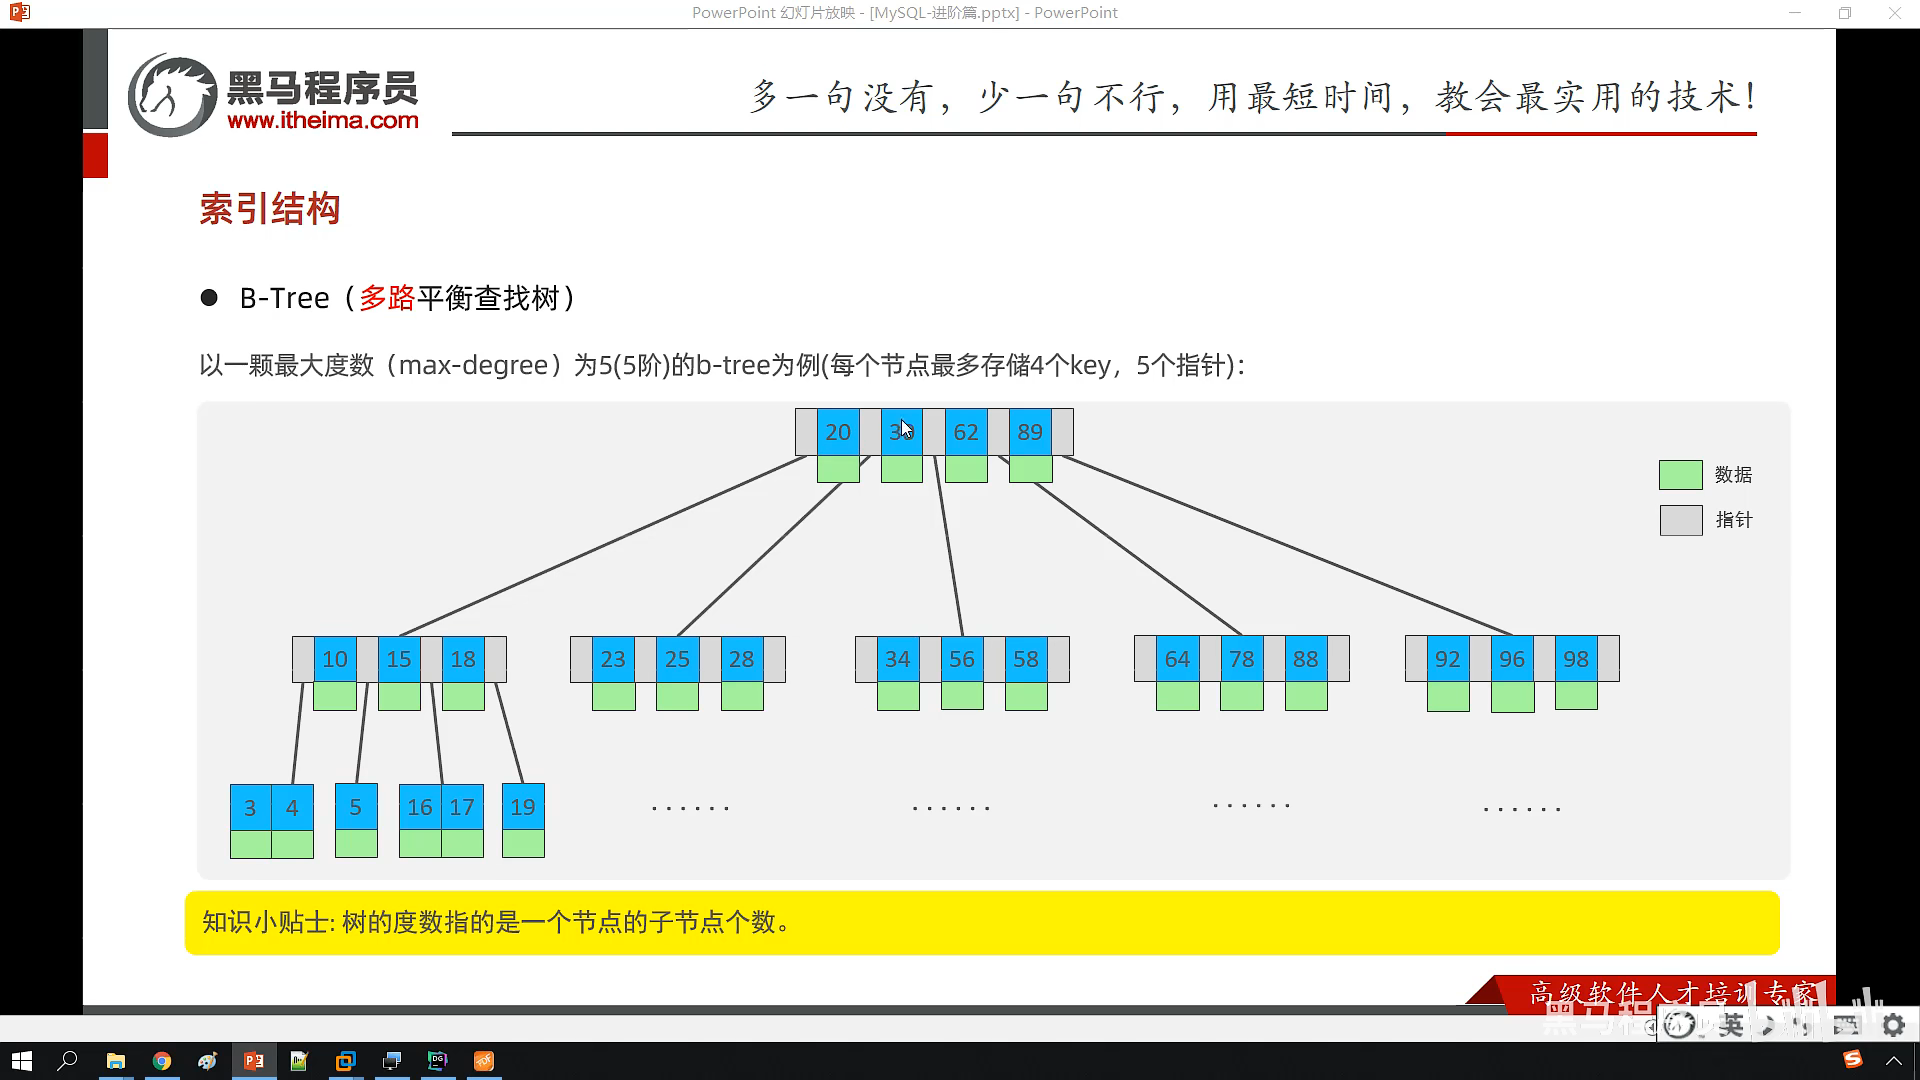 PowerPoint 幻灯片放映 - [MySQL-进阶篇.pptx] - PowerPoint
黑马程序员
www.itheima.com
多一句没有，少一句不行，用最短时间，教会最实用的技术！
索引结构
● B-Tree（多路平衡查找树）
以一颗最大度数（max-degree）为5(5阶)的b-tree为例(每个节点最多存储4个key，5个指针)：
20 30 62 89
数据
指针
10 15 18 23 25 28 34 56 58 64 78 88 92 96 98
3 4 5 16 17 19 ...... ...... ...... ......
知识小贴士: 树的度数指的是一个节点的子节点个数。
高级软件人才培训专家
黑马程序员
英